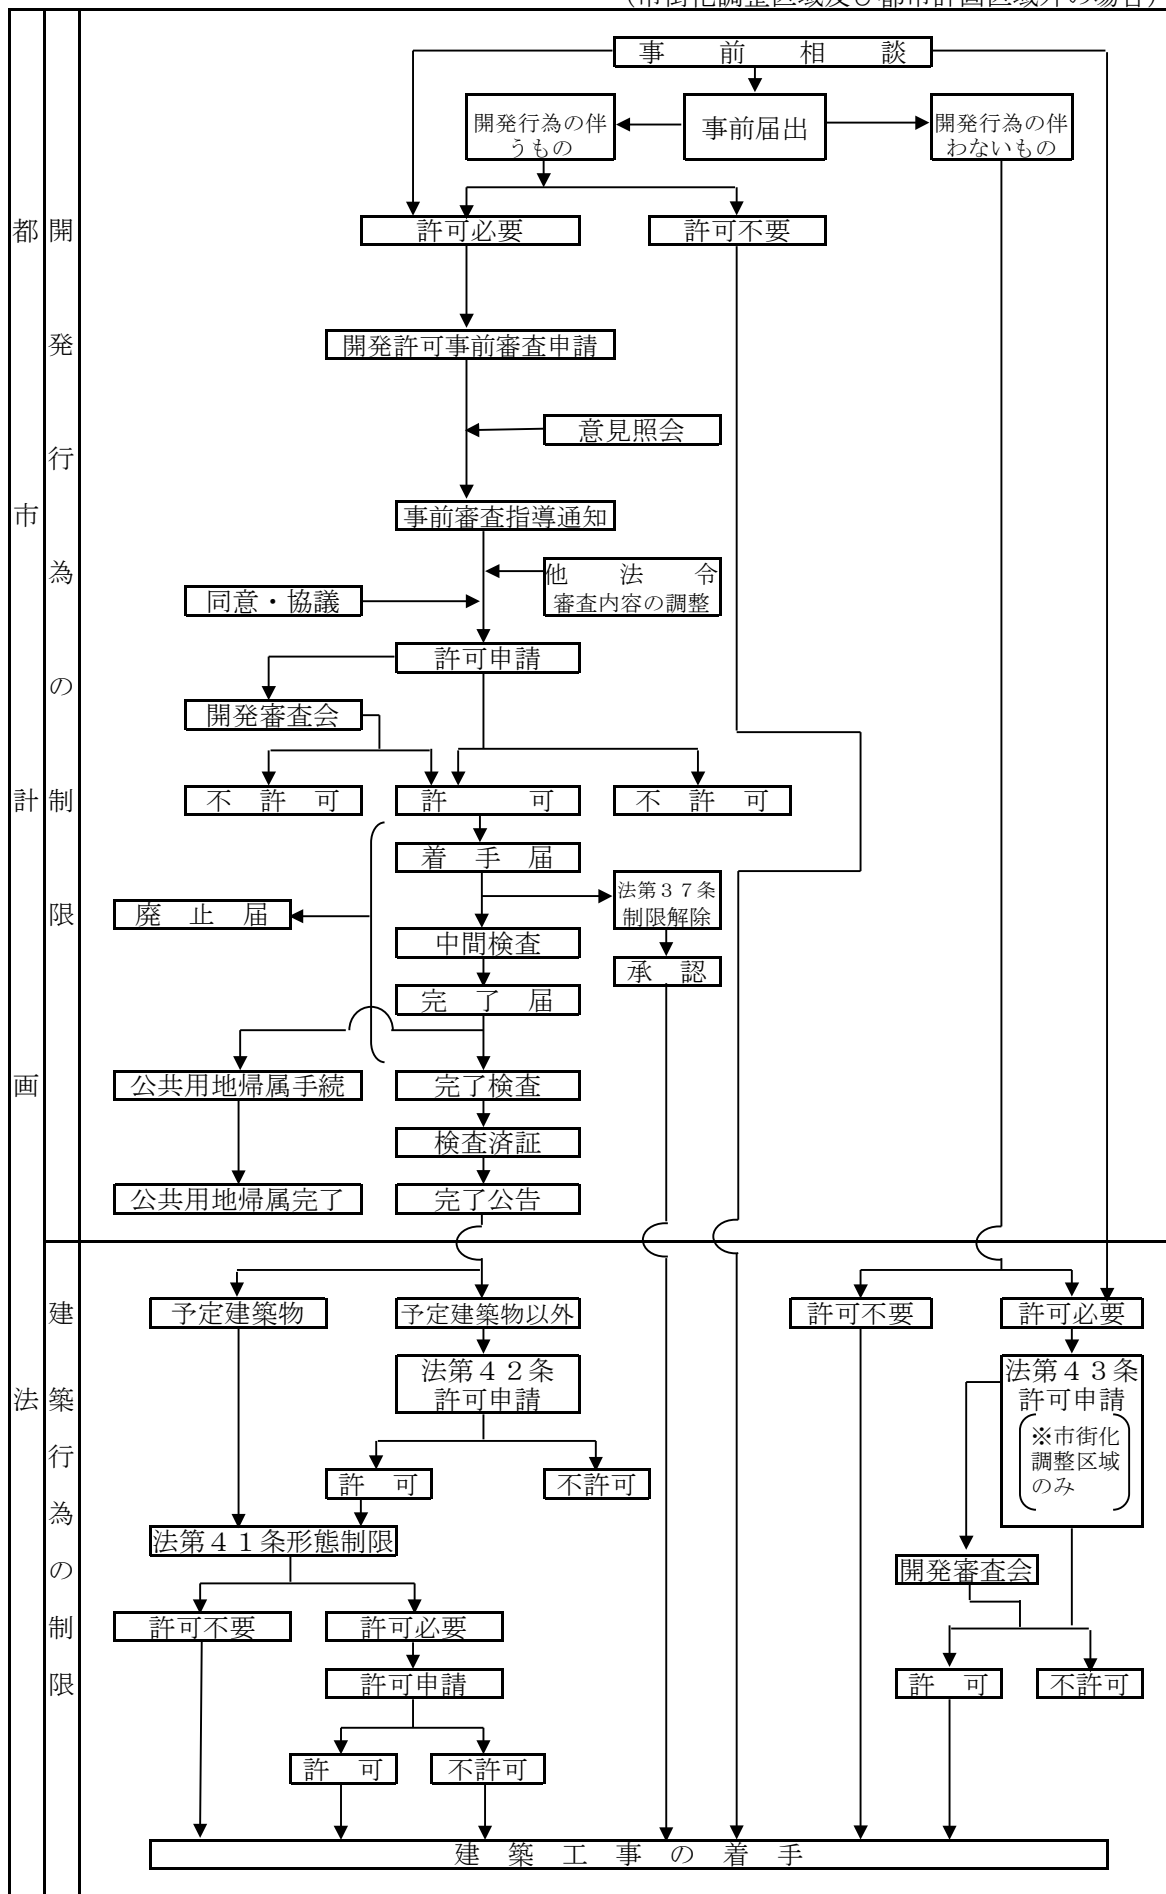 （市街化調整区域及び都市計画区域外の場合）
都市計画法
開発行為の制限
事前相談
開発行為の伴
うもの
事前届出
開発行為の伴
わないもの
許可必要
許可不要
開発許可事前審査申請
意見照会
事前審査指導通知
他法令
審査内容の調整
同意・協議
許可申請
開発審査会
不許可
許可
不許可
着手届
法第３７条
制限解除
廃止届
中間検査
承認
完了届
公共用地帰属手続
完了検査
検査済証
公共用地帰属完了
完了公告
建築行為の制限
予定建築物
予定建築物以外
許可不要
許可必要
法第４２条
許可申請
法第４３条
許可申請
※市街化
調整区域
のみ
許可
不許可
法第４１条形態制限
開発審査会
許可不要
許可必要
許可申請
許可
不許可
許可
不許可
建築工事の着手